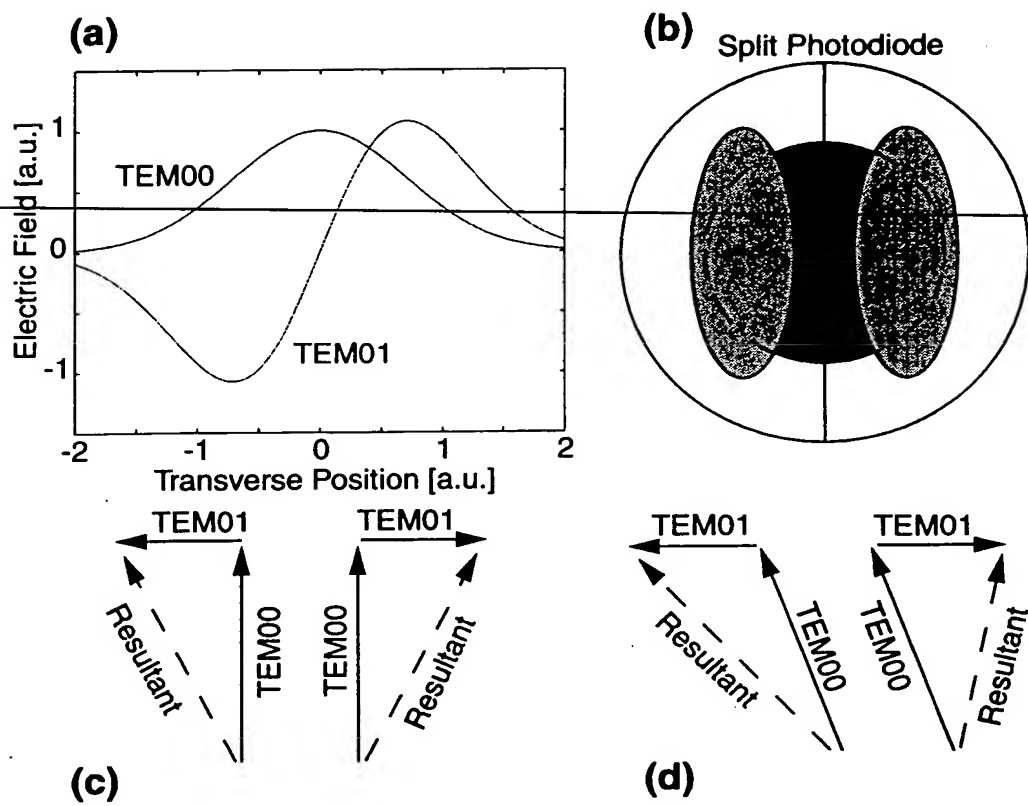 (a)
(b)
Split Photodiode
Electric Field [a.u.]
1
0
-1
TEM00
TEM01
-2
-1
0
1
2
Transverse Position [a.u.]
TEM01
TEM01
Resultant
TEM00
TEM00
Resultant
(c)
TEM01
TEM01
Resultant
TEM00
TEM00
Resultant
(d)